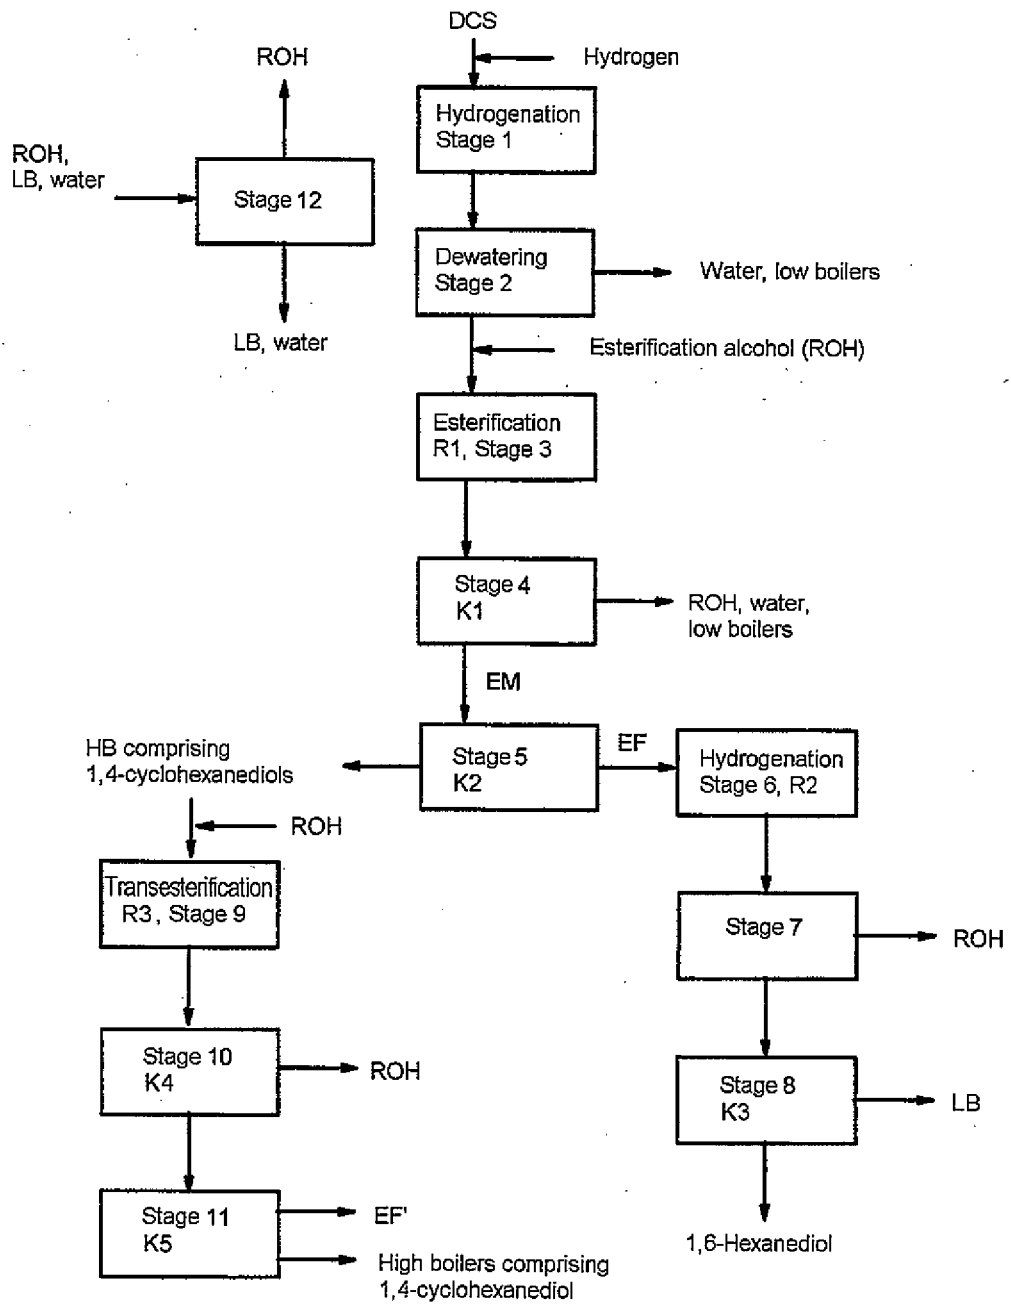 DCS
Hydrogen
Hydrogenation
Stage 1
ROH
ROH,
LB, water
Stage 12
LB, water
Dewatering
Stage 2
Water, low boilers
Esterification alcohol (ROH)
Esterification
R1, Stage 3
Stage 4
K1
ROH, water,
low boilers
EM
Stage 5
K2
EF
Hydrogenation
Stage 6, R2
HB comprising
1,4-cyclohexanediols
ROH
Transesterification
R3, Stage 9
Stage 7
ROH
Stage 10
K4
ROH
Stage 8
K3
LB
Stage 11
K5
EF'
High boilers comprising
1,4-cyclohexanediol
1,6-Hexanediol